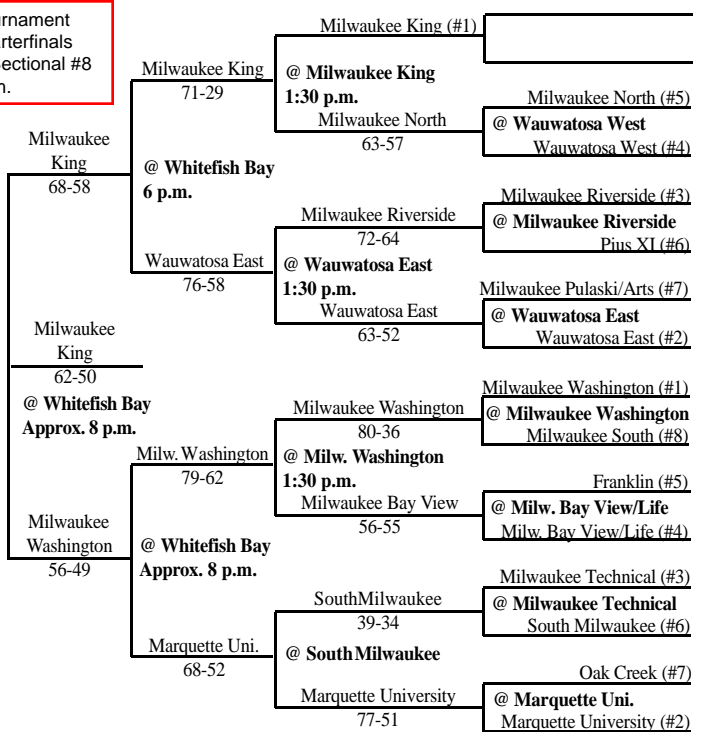 Milwaukee King (#1)
Milwaukee King
71-29
@ Milwaukee King
1:30 p.m.
Milwaukee North
63-57
Milwaukee North (#5)
@ Wauwatosa West
Wauwatosa West (#4)
Milwaukee
King
68-58
@ Whitefish Bay
6 p.m.
Milwaukee Riverside (#3)
@ Milwaukee Riverside
Pius XI (#6)
Milwaukee Riverside
72-64
Wauwatosa East
76-58
@ Wauwatosa East
1:30 p.m.
Wauwatosa East
63-52
Milwaukee Pulaski/Arts (#7)
@ Wauwatosa East
Wauwatosa East (#2)
Milwaukee
King
62-50
@ Whitefish Bay
Approx. 8 p.m.
Milwaukee Washington (#1)
@ Milwaukee Washington
Milwaukee South (#8)
Milwaukee Washington
80-36
Milw. Washington
79-62
@ Milw. Washington
1:30 p.m.
Milwaukee Bay View
56-55
Franklin (#5)
@ Milw. Bay View/Life
Milw. Bay View/Life (#4)
Milwaukee
Washington
56-49
@ Whitefish Bay
Approx. 8 p.m.
Milwaukee Technical (#3)
@ Milwaukee Technical
South Milwaukee (#6)
SouthMilwaukee
39-34
Marquette Uni.
68-52
@ South Milwaukee
Marquette University
77-51
Oak Creek (#7)
@ Marquette Uni.
Marquette University (#2)